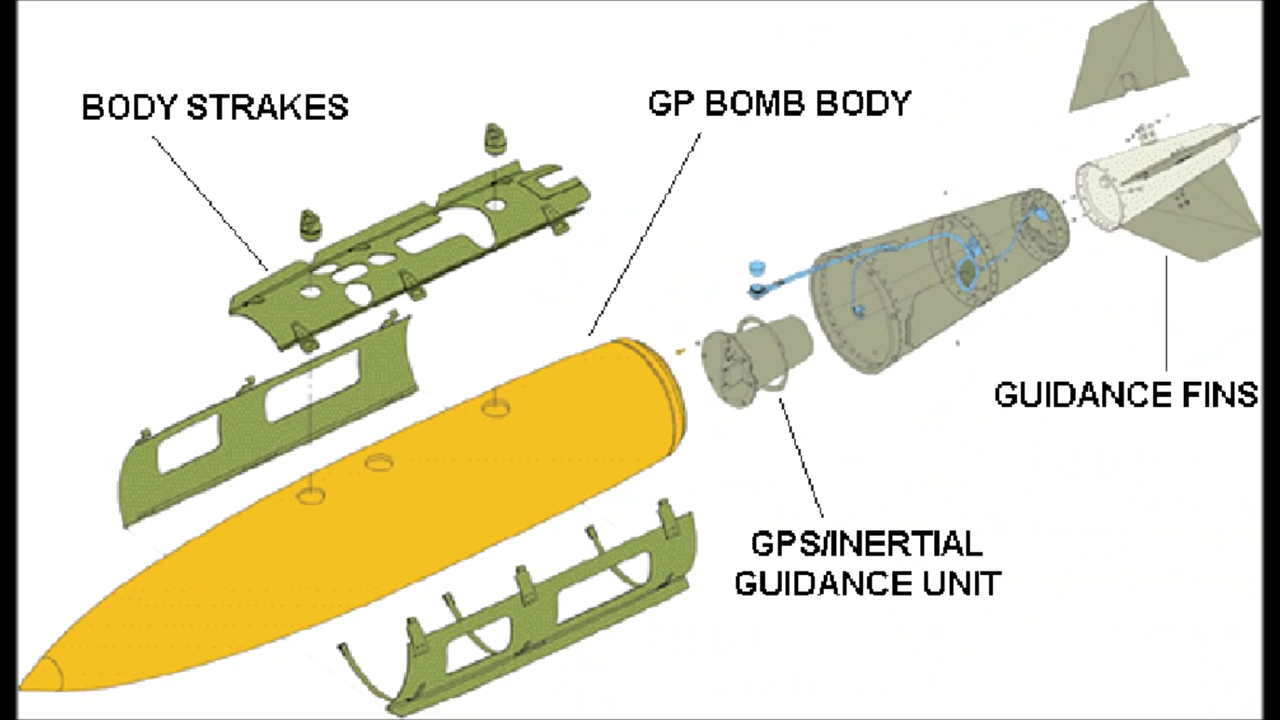 BODY STRAKES
GP BOMB BODY
GUIDANCE FINS
GPS/INERTIAL
GUIDANCE UNIT